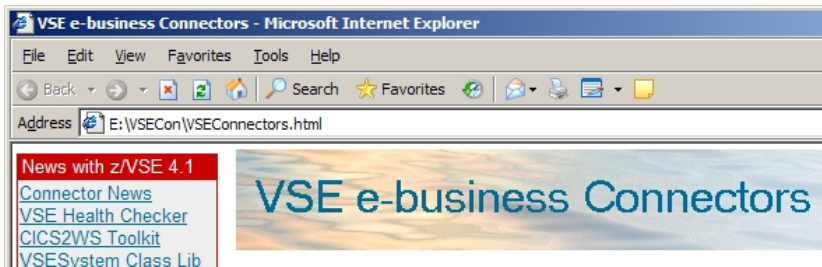 VSE e-business Connectors - Microsoft Internet Explorer
File Edit View Favorites Tools Help
Back Search Favorites
Address E:\VSECon\VSEConnectors.html
News with z/VSE 4.1
Connector News
VSE Health Checker
CICS2WS Toolkit
VSESystem Class Lib
VSE e-business Connectors